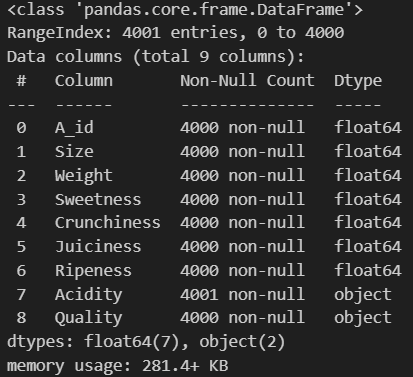 <class 'pandas.core.frame.DataFrame'>
RangeIndex: 4001 entries, 0 to 4000
Data columns (total 9 columns):
 #   Column       Non-Null Count  Dtype
---  ------       --------------  -----
 0   A_id         4000 non-null   float64
 1   Size         4000 non-null   float64
 2   Weight       4000 non-null   float64
 3   Sweetness    4000 non-null   float64
 4   Crunchiness  4000 non-null   float64
 5   Juiciness    4000 non-null   float64
 6   Ripeness     4000 non-null   float64
 7   Acidity      4001 non-null   object
 8   Quality      4000 non-null   object
dtypes: float64(7), object(2)
memory usage: 281.4+ KB